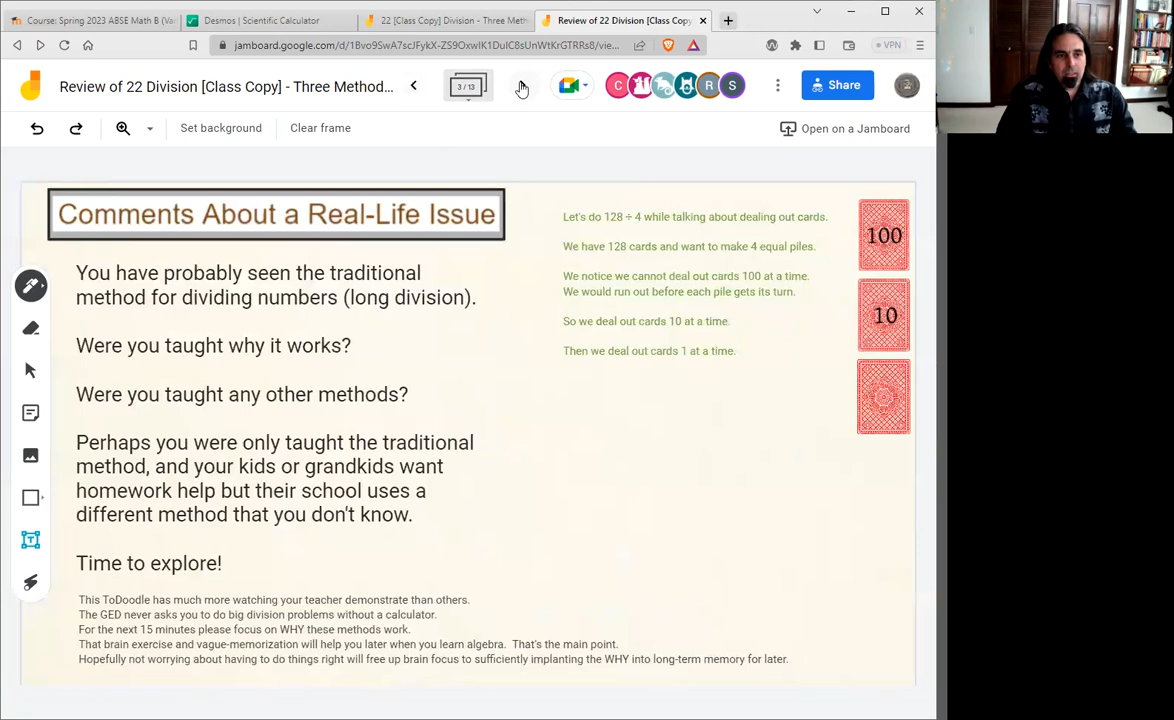 Course: Spring 2023 ABSE Math B (Va
Desmos | Scientific Calculator
22 [Class Copy] Division - Three Meth
Review of 22 Division [Class Copy
jamboard.google.com/d/1Bvo9SwA7scJFykX-ZS9OxwIK1DuIC8sUnWtKrGTRRs8/vie...
VPN
Review of 22 Division [Class Copy] - Three Method...
3 / 13
C
R
S
Share
Set background
Clear frame
Open on a Jamboard
Comments About a Real-Life Issue
You have probably seen the traditional
method for dividing numbers (long division).
Were you taught why it works?
Were you taught any other methods?
Perhaps you were only taught the traditional
method, and your kids or grandkids want
homework help but their school uses a
different method that you don't know.
Time to explore!
This ToDoodle has much more watching your teacher demonstrate than others.
The GED never asks you to do big division problems without a calculator.
For the next 15 minutes please focus on WHY these methods work.
That brain exercise and vague-memorization will help you later when you learn algebra. That's the main point.
Hopefully not worrying about having to do things right will free up brain focus to sufficiently implanting the WHY into long-term memory for later.
Let's do 128 ÷ 4 while talking about dealing out cards.
We have 128 cards and want to make 4 equal piles.
We notice we cannot deal out cards 100 at a time.
We would run out before each pile gets its turn.
So we deal out cards 10 at a time.
Then we deal out cards 1 at a time.
100
10